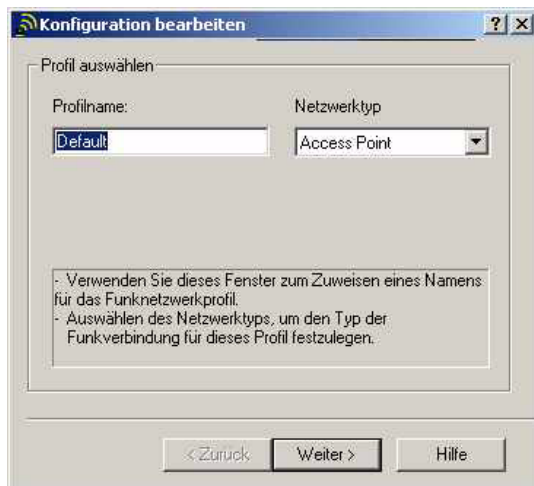 Konfiguration bearbeiten
Profil auswählen
Profilname:
Netzwerktyp
Default
Access Point
- Verwenden Sie dieses Fenster zum Zuweisen eines Namens
für das Funknetzwerkprofil.
- Auswählen des Netzwerktyps, um den Typ der
Funkverbindung für dieses Profil festzulegen.
< Zurück
Weiter >
Hilfe